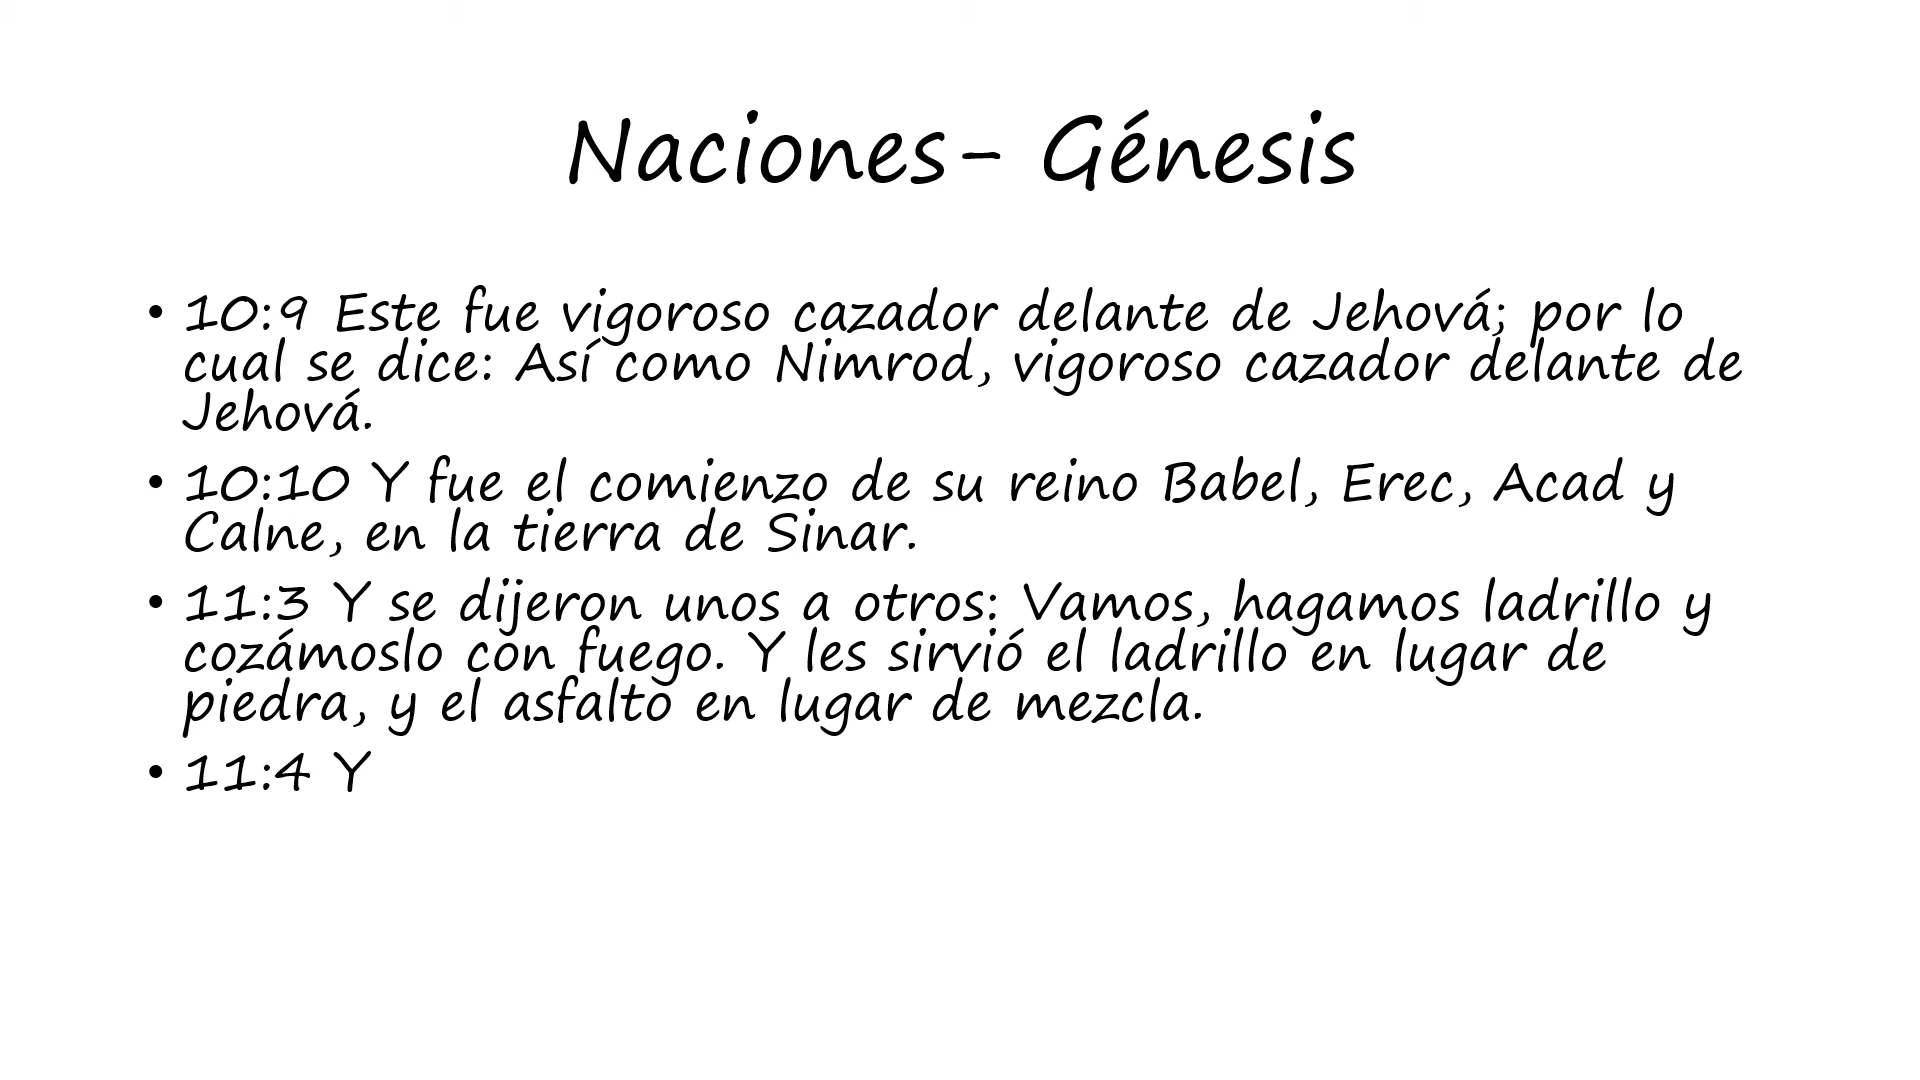 Naciones- Génesis
• 10:9 Este fue vigoroso cazador delante de Jehová; por lo
cual se dice: Así como Nimrod, vigoroso cazador delante de
Jehová.
• 10:10 Y fue el comienzo de su reino Babel, Erec, Acad y
Calne, en la tierra de Sinar.
• 11:3 Y se dijeron unos a otros: Vamos, hagamos ladrillo y
cozámoslo con fuego. Y les sirvió el ladrillo en lugar de
piedra, y el asfalto en lugar de mezcla.
• 11:4 Y